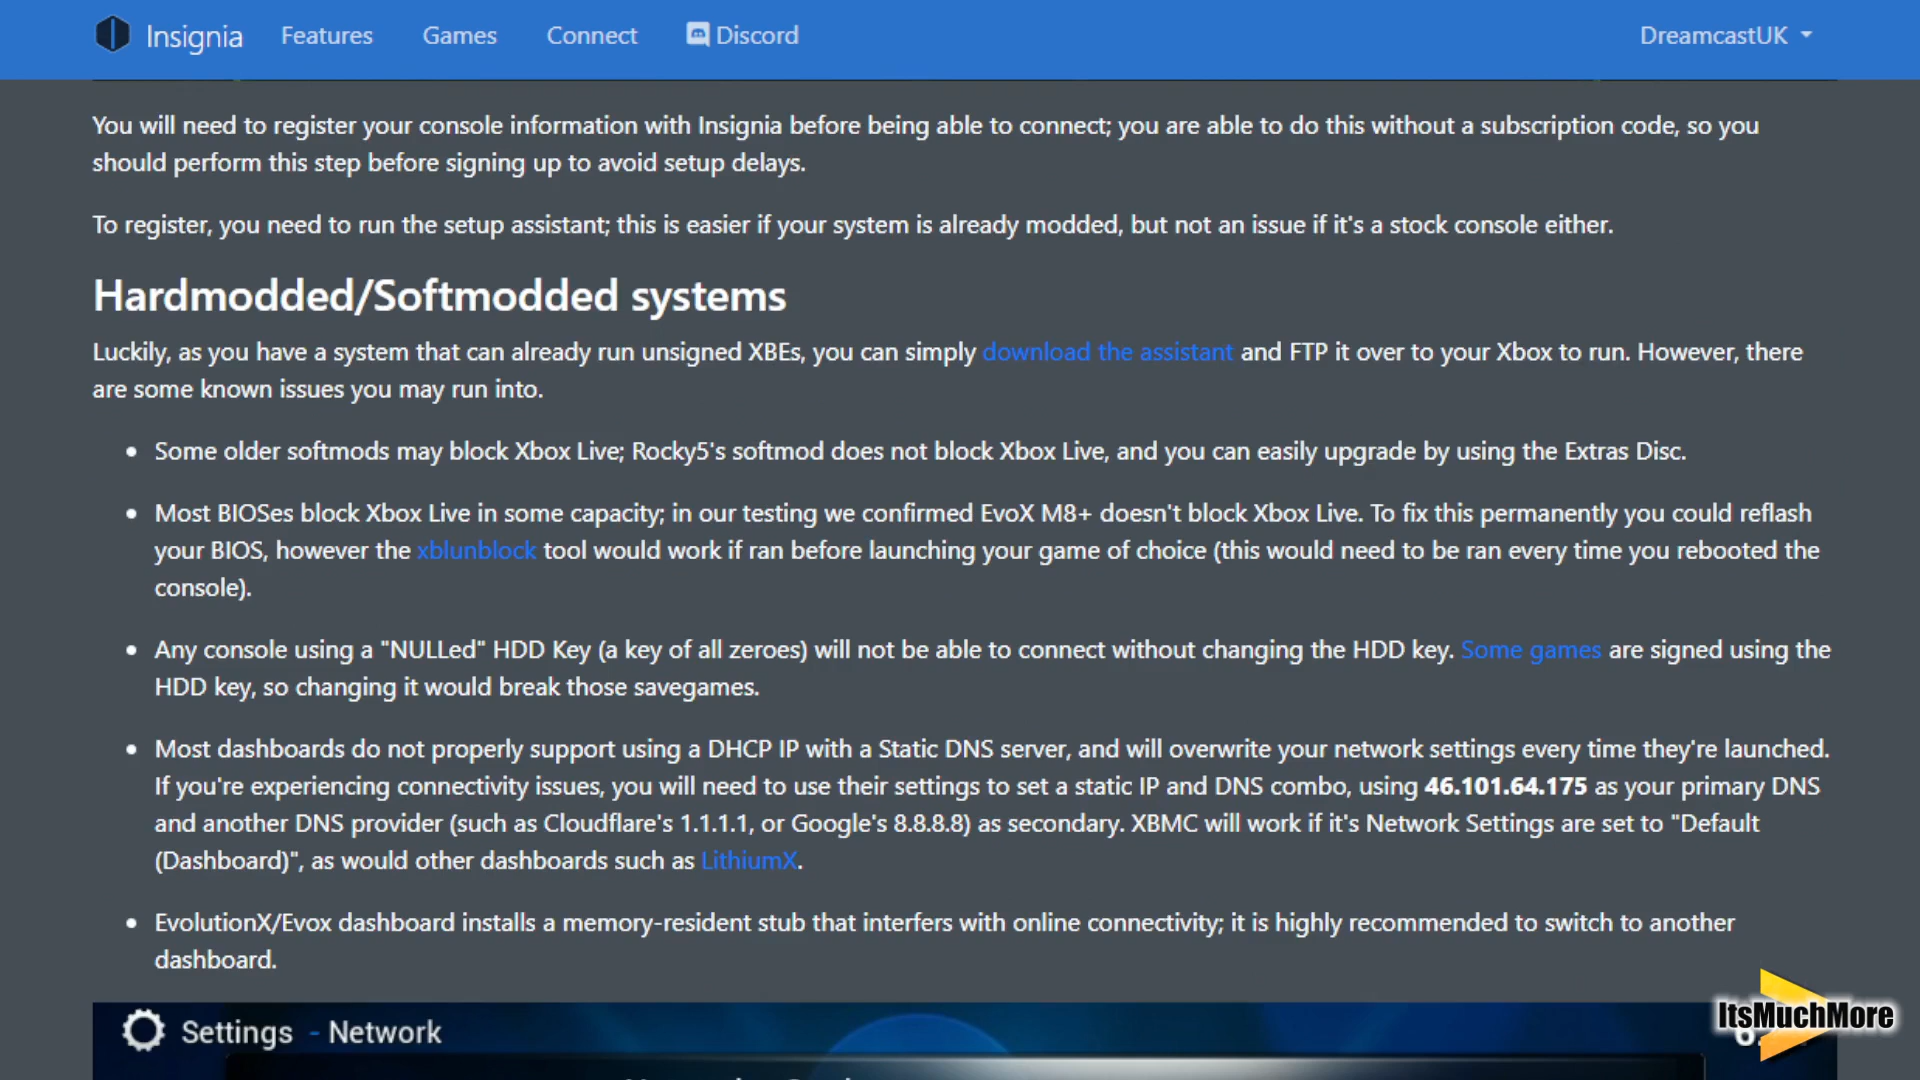 Insignia Features Games Connect Discord DreamcastUK
You will need to register your console information with Insignia before being able to connect; you are able to do this without a subscription code, so you
should perform this step before signing up to avoid setup delays.
To register, you need to run the setup assistant; this is easier if your system is already modded, but not an issue if it's a stock console either.
Hardmodded/Softmodded systems
Luckily, as you have a system that can already run unsigned XBEs, you can simply download the assistant and FTP it over to your Xbox to run. However, there
are some known issues you may run into.
• Some older softmods may block Xbox Live; Rocky5's softmod does not block Xbox Live, and you can easily upgrade by using the Extras Disc.
• Most BIOSes block Xbox Live in some capacity; in our testing we confirmed EvoX M8+ doesn't block Xbox Live. To fix this permanently you could reflash
your BIOS, however the xblunblock tool would work if ran before launching your game of choice (this would need to be ran every time you rebooted the
console).
• Any console using a "NULLed" HDD Key (a key of all zeroes) will not be able to connect without changing the HDD key. Some games are signed using the
HDD key, so changing it would break those savegames.
• Most dashboards do not properly support using a DHCP IP with a Static DNS server, and will overwrite your network settings every time they're launched.
If you're experiencing connectivity issues, you will need to use their settings to set a static IP and DNS combo, using 46.101.64.175 as your primary DNS
and another DNS provider (such as Cloudflare's 1.1.1.1, or Google's 8.8.8.8) as secondary. XBMC will work if it's Network Settings are set to "Default
(Dashboard)", as would other dashboards such as LithiumX.
• EvolutionX/Evox dashboard installs a memory-resident stub that interfers with online connectivity; it is highly recommended to switch to another
dashboard.
Settings - Network
ItsMuchMore